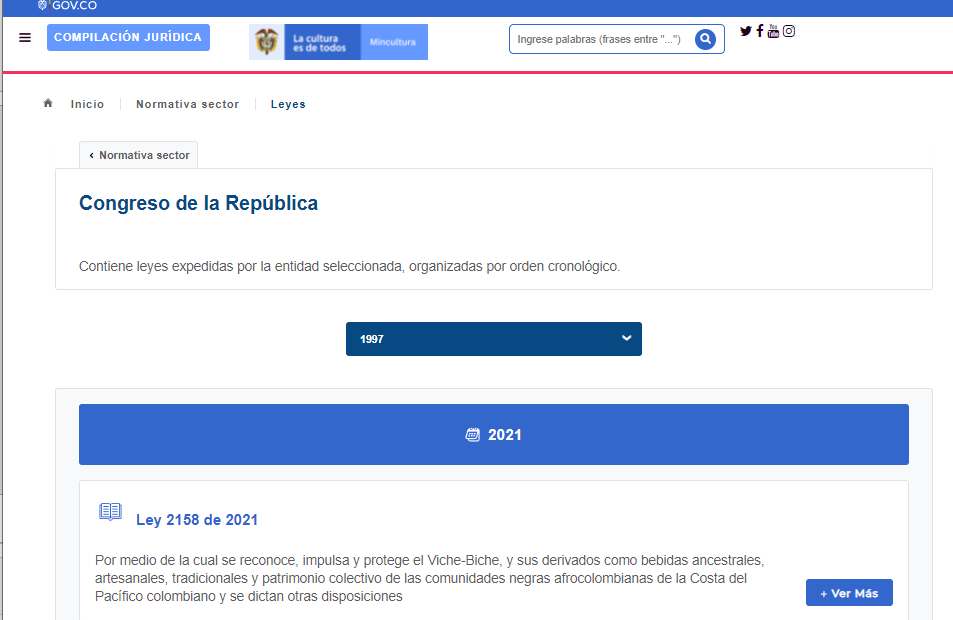 GOV.CO
COMPILACIÓN JURÍDICA
La cultura
es de todos
Mincultura
Ingrese palabras (frases entre "...")
You
Tube
Inicio
Normativa sector
Leyes
‹ Normativa sector
Congreso de la República
Contiene leyes expedidas por la entidad seleccionada, organizadas por orden cronológico.
1997
2021
Ley 2158 de 2021
Por medio de la cual se reconoce, impulsa y protege el Viche-Biche, y sus derivados como bebidas ancestrales,
artesanales, tradicionales y patrimonio colectivo de las comunidades negras afrocolombianas de la Costa del
Pacífico colombiano y se dictan otras disposiciones
+ Ver Más